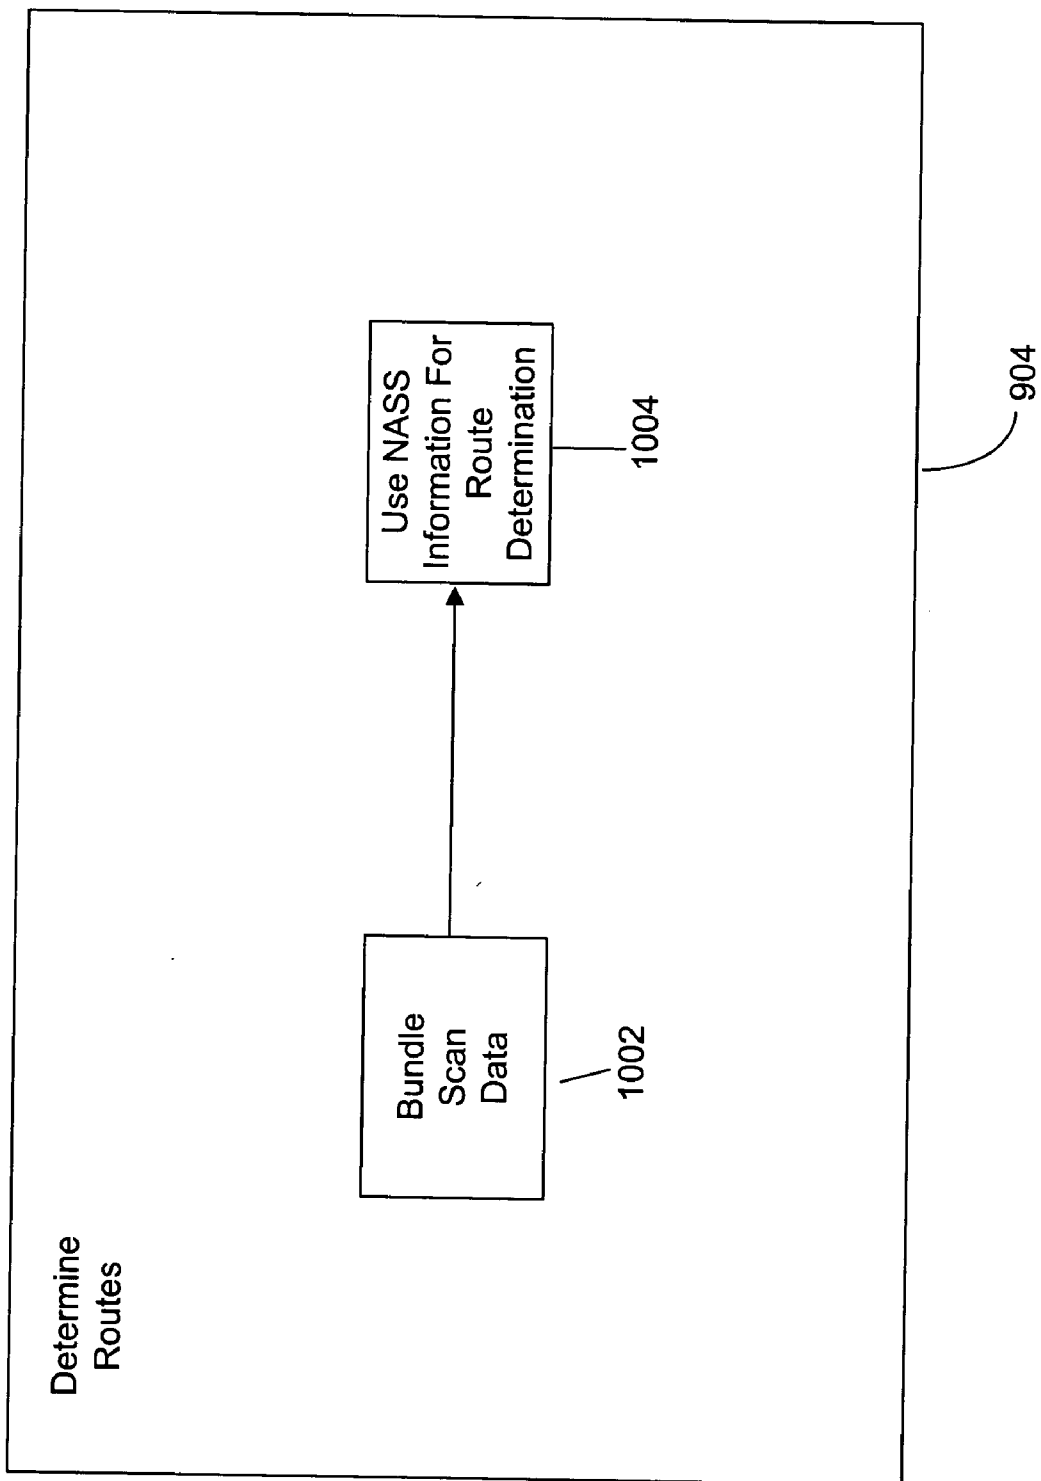 Determine
Routes
Bundle
Scan
Data
1002
Use NASS
Information For
Route
Determination
1004
904